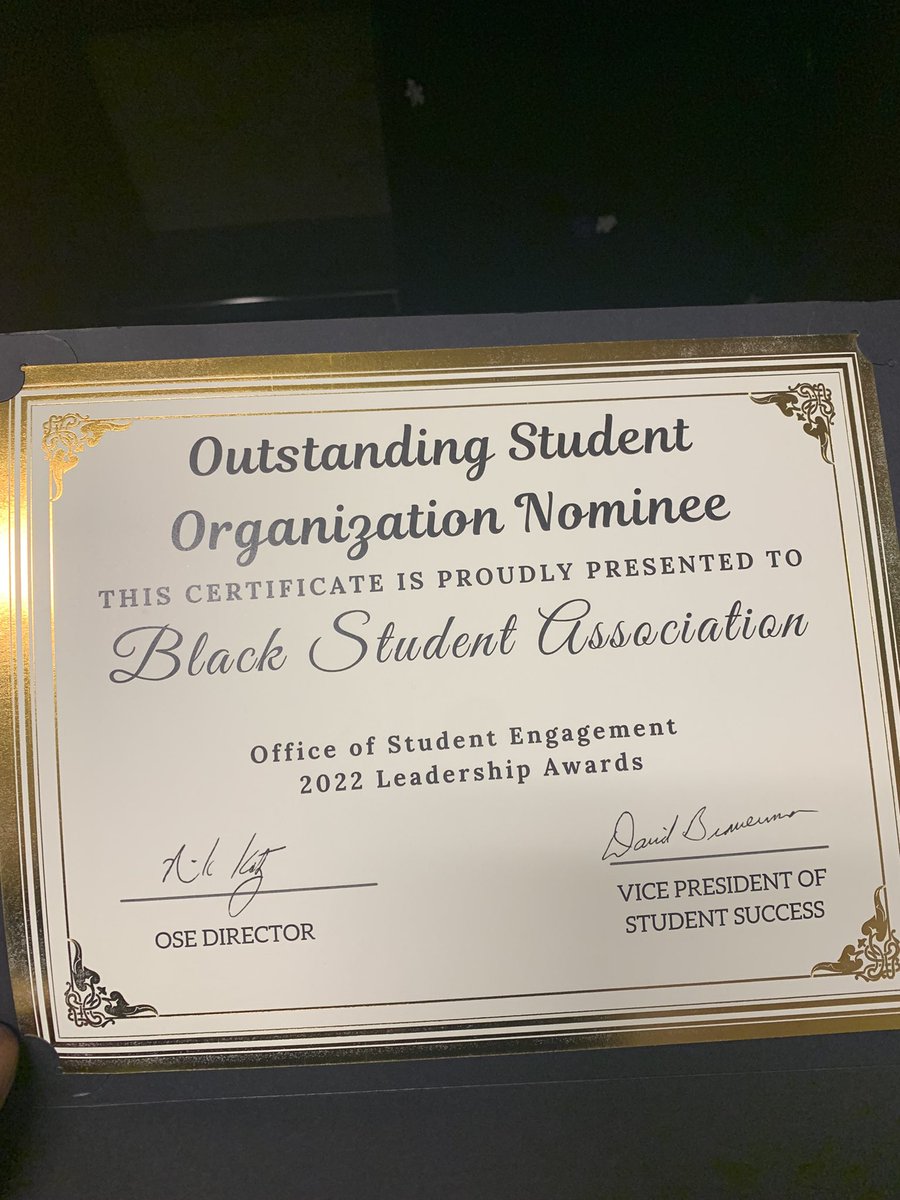 Outstanding Student
Organization Nominee
THIS CERTIFICATE IS PROUDLY PRESENTED TO
Black Student Association
Office of Student Engagement
2022 Leadership Awards
David
OSE DIRECTOR
VICE PRESIDENT OF
STUDENT SUCCESS